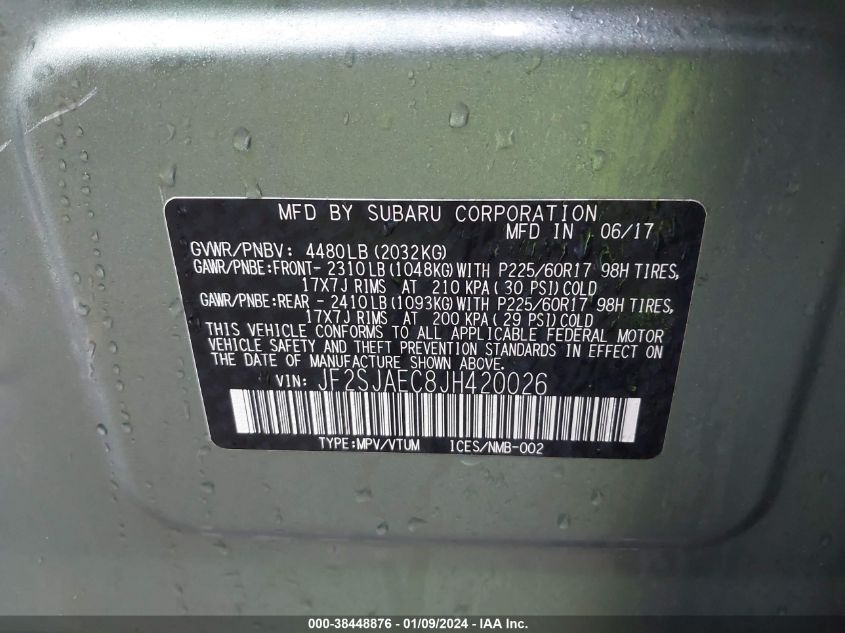 MFD BY SUBARU CORPORATION
MFD IN 06/17
GVWR/PNBV: 4480LB (2032KG)
GAWR/PNBE:FRONT- 2310LB (1048KG)WITH P225/60R17 98H TIRES,
17X7J RIMS AT 210 KPA ( 30 PSI)COLD
GAWR/PNBE:REAR - 2410LB (1093KG)WITH P225/60R17 98H TIRES,
17X7J RIMS AT 200 KPA ( 29 PSI)COLD
THIS VEHICLE CONFORMS TO ALL APPLICABLE FEDERAL MOTOR
VEHICLE SAFETY AND THEFT PREVENTION STANDARDS IN EFFECT ON
THE DATE OF MANUFACTURE SHOWN ABOVE.
VIN: JF2SJAEC8JH420026
TYPE:MPV/VTUM ICES/NMB-002
000-38448876 - 01/09/2024 - IAA Inc.